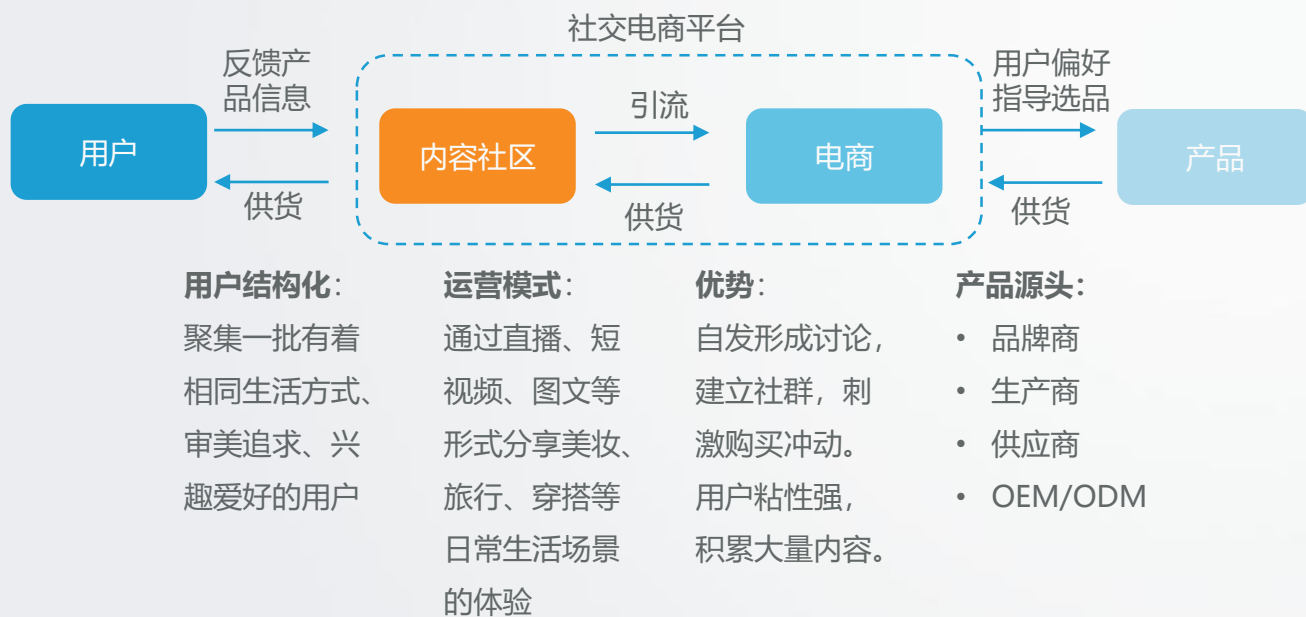 社交电商平台
反馈产
品信息
用户
供货
内容社区
引流
供货
电商
用户偏好
指导选品
供货
产品
用户结构化：
聚集一批有着
相同生活方式、
审美追求、兴
趣爱好的用户
运营模式：
通过直播、短
视频、图文等
形式分享美妆、
旅行、穿搭等
日常生活场景
的体验
优势：
自发形成讨论，
建立社群，刺
激购买冲动。
用户粘性强，
积累大量内容。
产品源头：
• 品牌商
• 生产商
• 供应商
• OEM/ODM